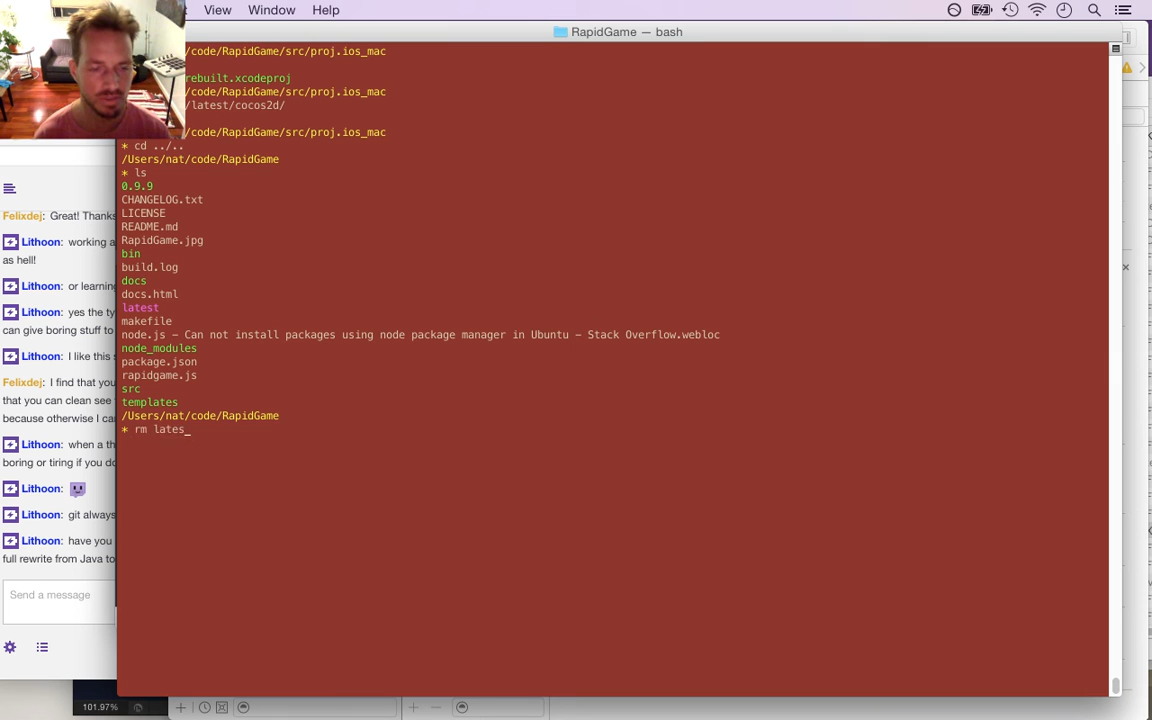 View Window Help
RapidGame — bash
/code/RapidGame/src/proj.ios_mac
rebuilt.xcodeproj
/code/RapidGame/src/proj.ios_mac
/latest/cocos2d/
/code/RapidGame/src/proj.ios_mac
* cd ../..
/Users/nat/code/RapidGame
* ls
0.9.9
CHANGELOG.txt
LICENSE
README.md
RapidGame.jpg
bin
build.log
docs
docs.html
latest
makefile
node.js - Can not install packages using node package manager in Ubuntu - Stack Overflow.webloc
node_modules
package.json
rapidgame.js
src
templates
/Users/nat/code/RapidGame
* rm lates_
Felixdej: Great! Thanks
Lithoon: working a
as hell!
Lithoon: or learning
Lithoon: yes the ty
can give boring stuff to
Lithoon: I like this s
Felixdej: I find that you
that you can clean see
because otherwise I ca
Lithoon: when a th
boring or tiring if you do
Lithoon:
Lithoon: git always
Lithoon: have you
full rewrite from Java to
Send a message
101.97%